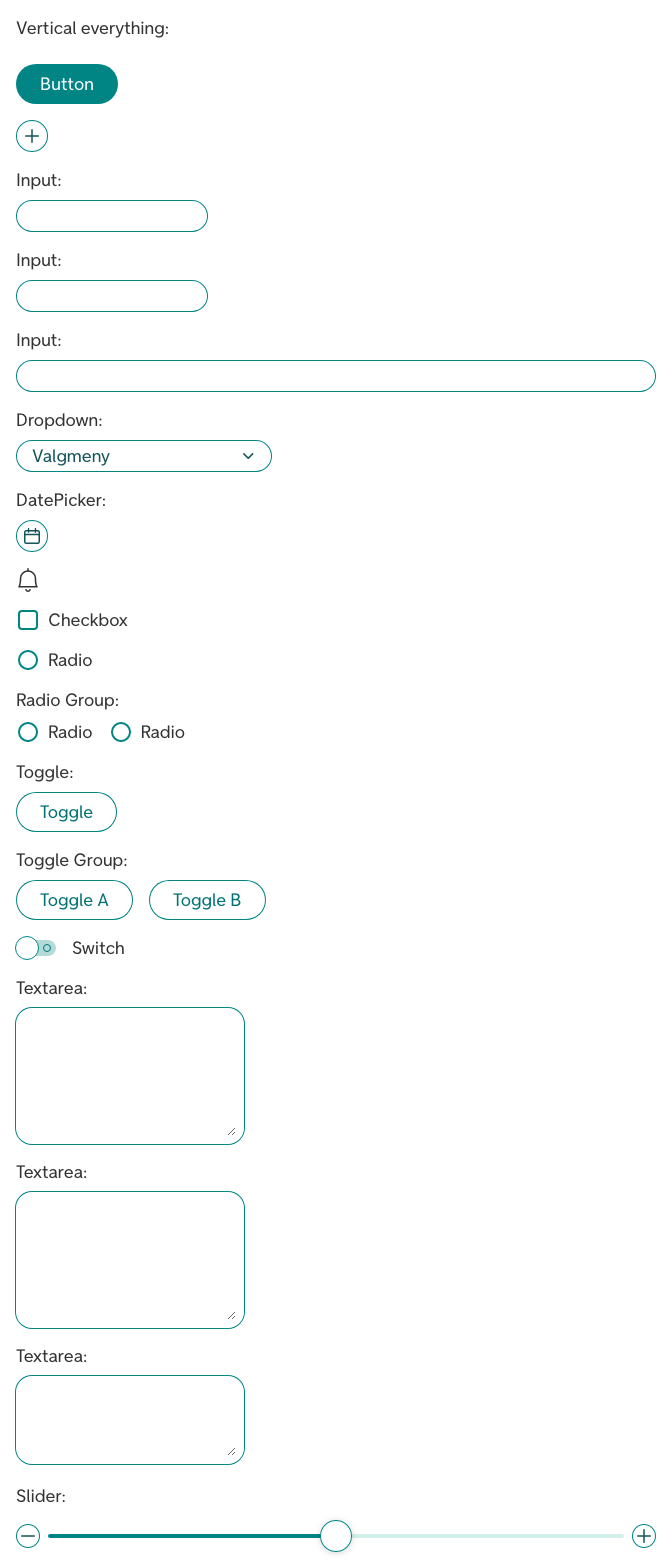 Vertical everything:
Button
Input:
Input:
Input:
Dropdown:
Valgmeny
DatePicker:
Checkbox
Radio
Radio Group:
Radio Radio
Toggle:
Toggle
Toggle Group:
Toggle A Toggle B
Switch
Textarea:
Textarea:
Textarea:
Slider: